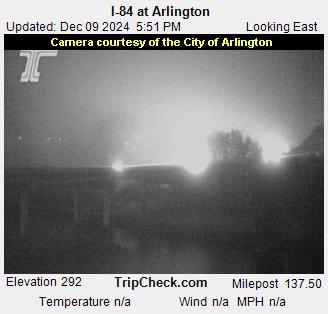 I-84 at Arlington
Updated: Dec 09 2024 5:51 PM Looking East
Camera courtesy of the City of Arlington
Elevation 292 TripCheck.com Milepost 137.50
Temperature n/a Wind n/a MPH n/a